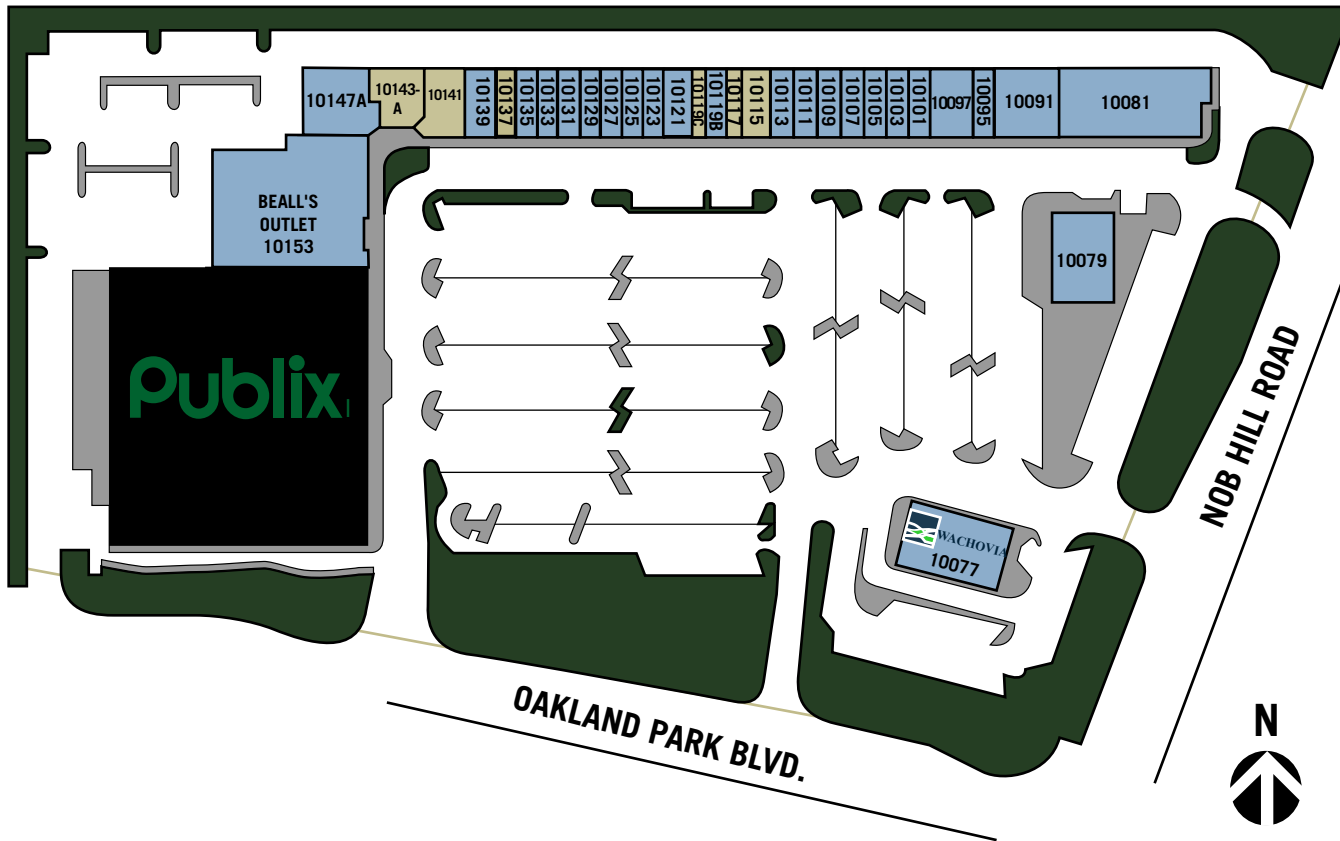 10147A
10143-
A
10141
10139
10137
10135
10133
10131
10129
10127
10125
10123
10121
10119C
10119B
10117
10115
10113
10111
10109
10107
10105
10103
10101
10097
10095
10091
10081
BEALL'S
OUTLET
10153
10079
Publix
NOB HILL ROAD
WACHOVIA
10077
OAKLAND PARK BLVD.
N